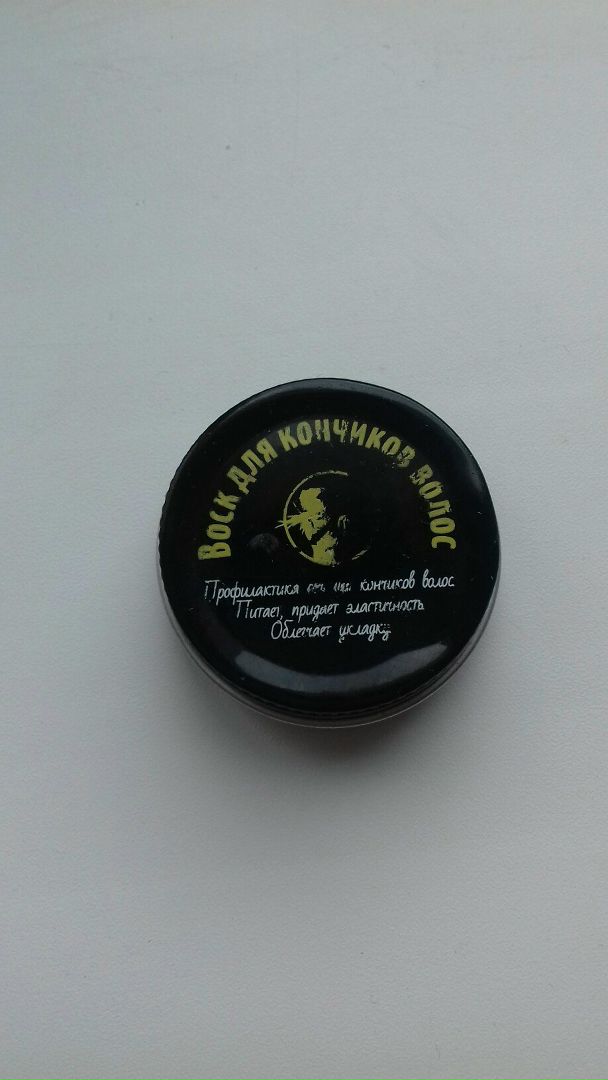 Воск для кончиков волос
Профилактика кончиков волос
Питает, придает эластичность
Облегчает укладку